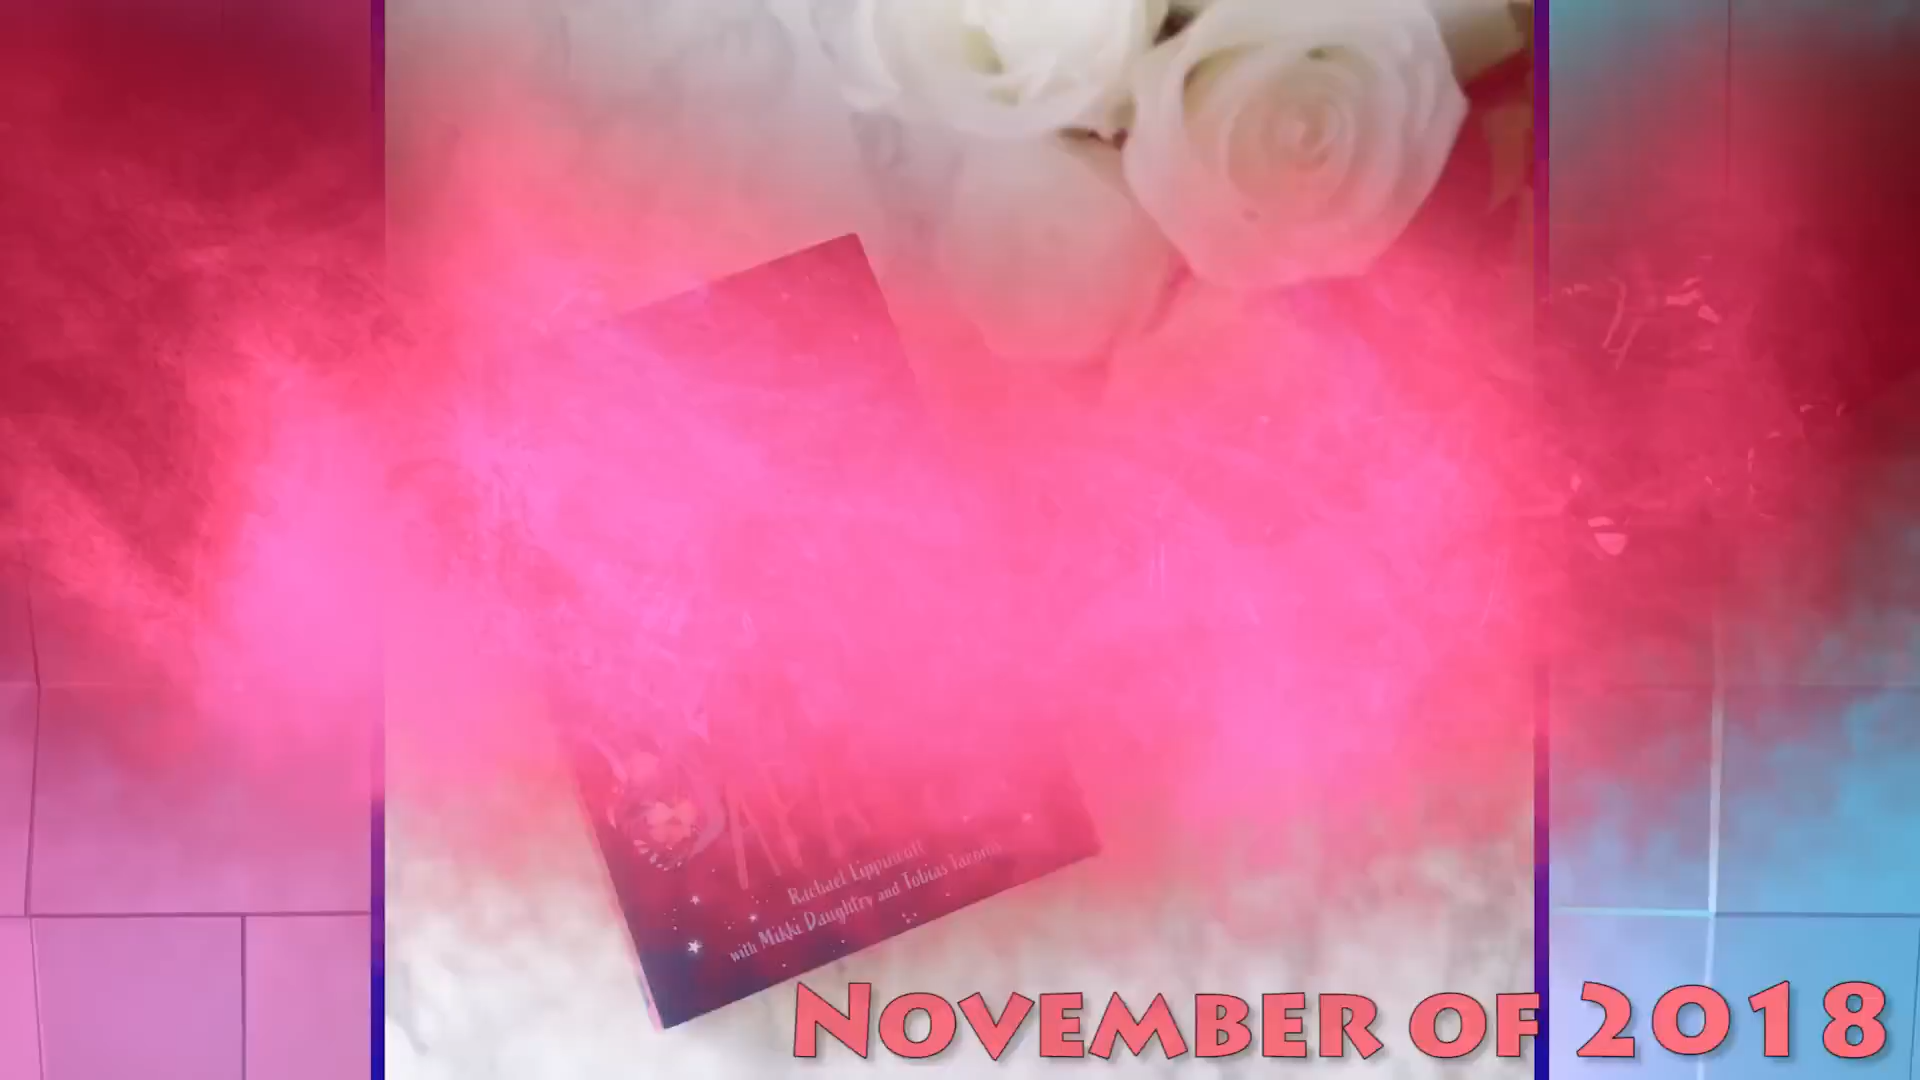 Rachael Lippincott
with Mikki Daughtry and Tobias Iaconis
NOVEMBER OF 2018